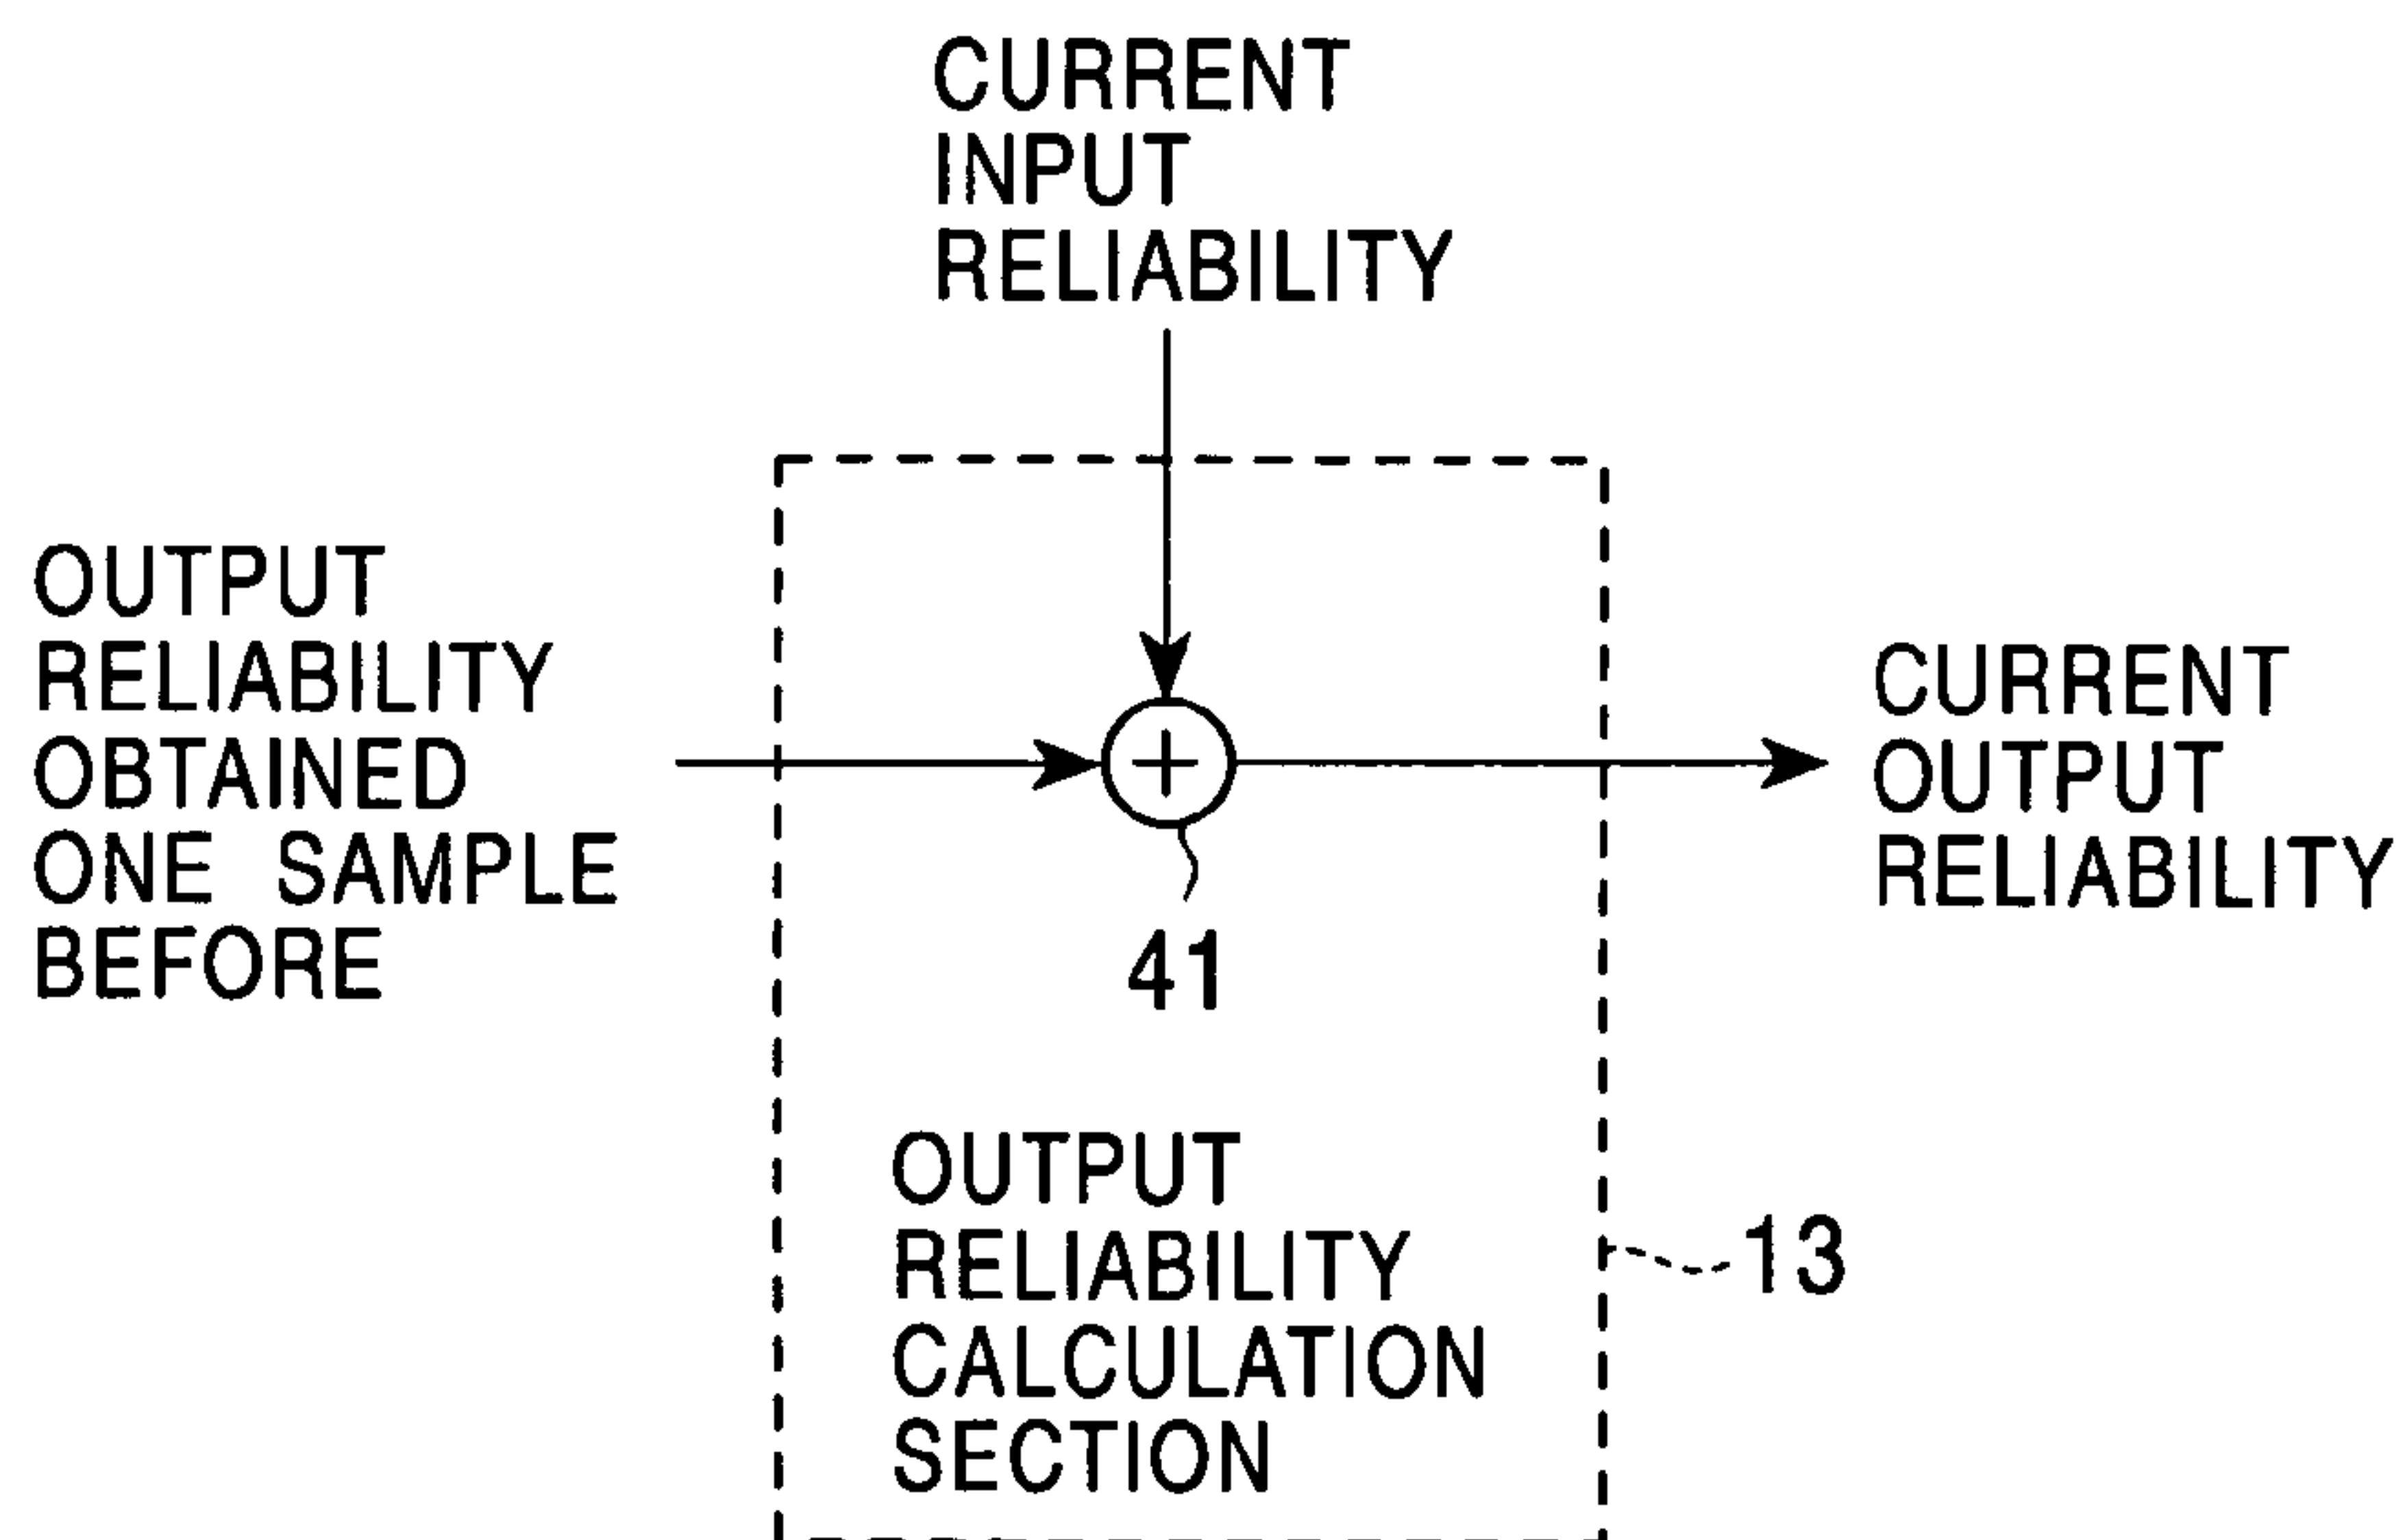 CURRENT
INPUT
RELIABILITY
OUTPUT
RELIABILITY
OBTAINED
ONE SAMPLE
BEFORE
+
CURRENT
OUTPUT
RELIABILITY
41
OUTPUT
RELIABILITY
CALCULATION
SECTION
13